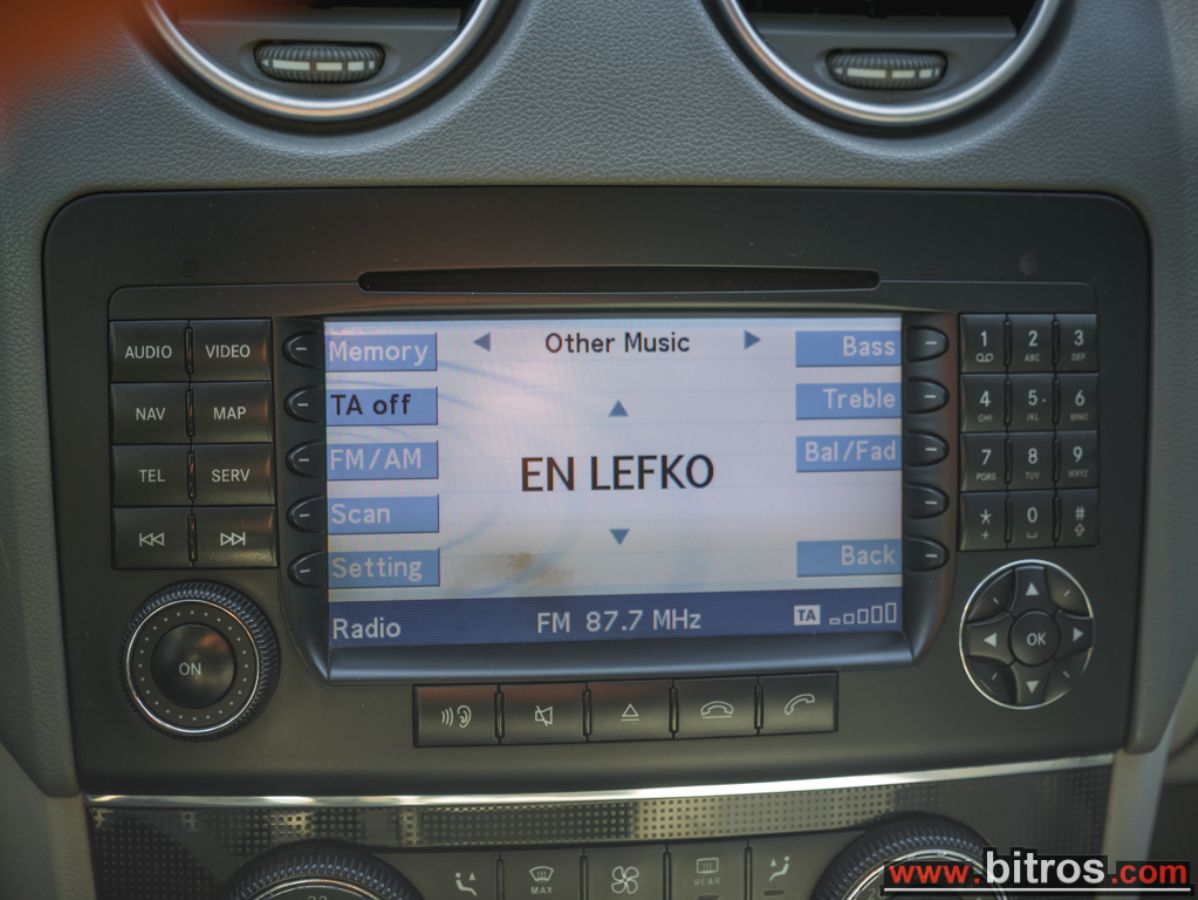 AUDIO VIDEO
NAV MAP
TEL SERV
ON
Memory
TA off
FM/AM
Scan
Setting
Other Music
EN LEFKO
Bass
Treble
Bal/Fad
Back
Radio FM 87.7 MHz TA
1 2 ABC 3 DEF
4 GHI 5 JKL 6 MNO
7 PQRS 8 TUV 9 WXYZ
* + 0 #
OK
MAX
REAR
www.bitros.com